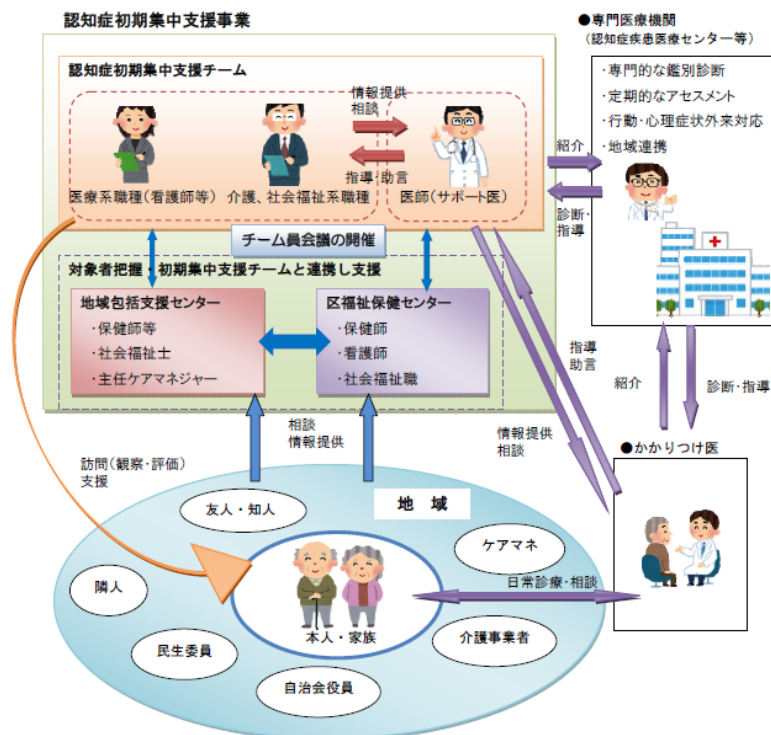 認知症初期集中支援事業
認知症初期集中支援チーム
情報提供
相談
指導・助言
医療系職種(看護師等)
介護、社会福祉系職種
医師(サポート医)
チーム員会議の開催
対象者把握・初期集中支援チームと連携し支援
地域包括支援センター
・保健師等
・社会福祉士
・主任ケアマネジャー
区福祉保健センター
・保健師
・看護師
・社会福祉職
●専門医療機関
(認知症疾患医療センター等)
・専門的な鑑別診断
・定期的なアセスメント
・行動・心理症状外来対応
・地域連携
紹介
診断・
指導
指導
助言
紹介
診断・指導
情報提供
相談
●かかりつけ医
相談
情報提供
訪問(観察・評価)
支援
地 域
友人・知人
ケアマネ
隣人
日常診療・相談
本人・家族
介護事業者
民生委員
自治会役員